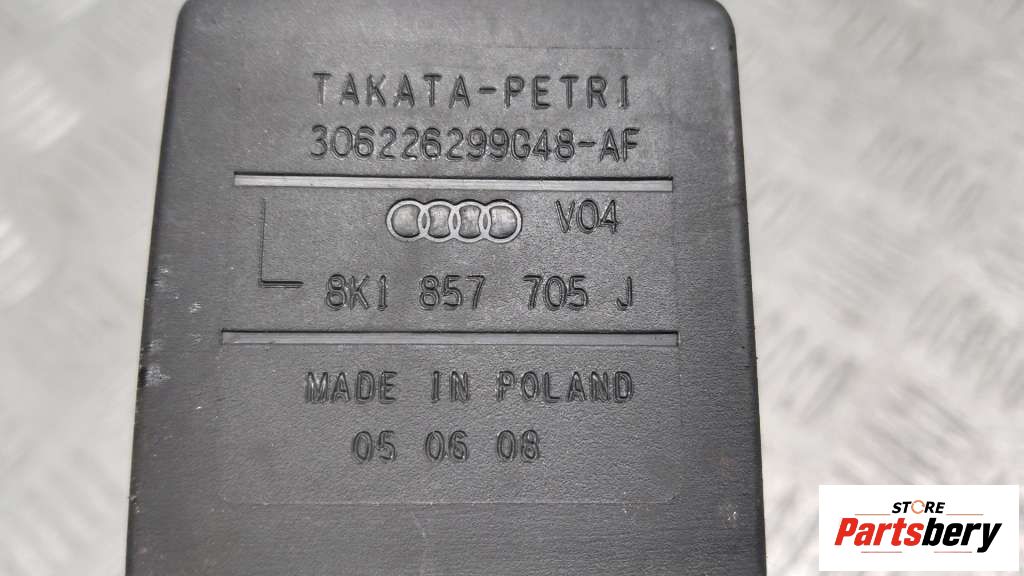 TAKATA-PETRI
306226299G48-AF
V04
8K1 857 705 J
MADE IN POLAND
05 06 08
STORE
Partsbery